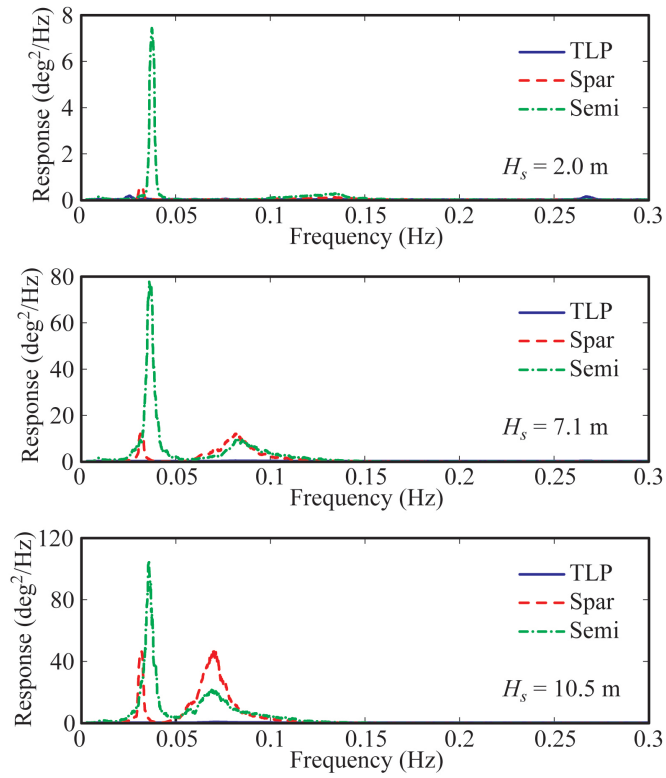 8
6
4
2
0
Response (deg²/Hz)
TLP
Spar
Semi
Hs = 2.0 m
0 0.05 0.1 0.15 0.2 0.25 0.3
Frequency (Hz)
80
60
40
20
0
Response (deg²/Hz)
TLP
Spar
Semi
Hs = 7.1 m
0 0.05 0.1 0.15 0.2 0.25 0.3
Frequency (Hz)
120
80
40
0
Response (deg²/Hz)
TLP
Spar
Semi
Hs = 10.5 m
0 0.05 0.1 0.15 0.2 0.25 0.3
Frequency (Hz)